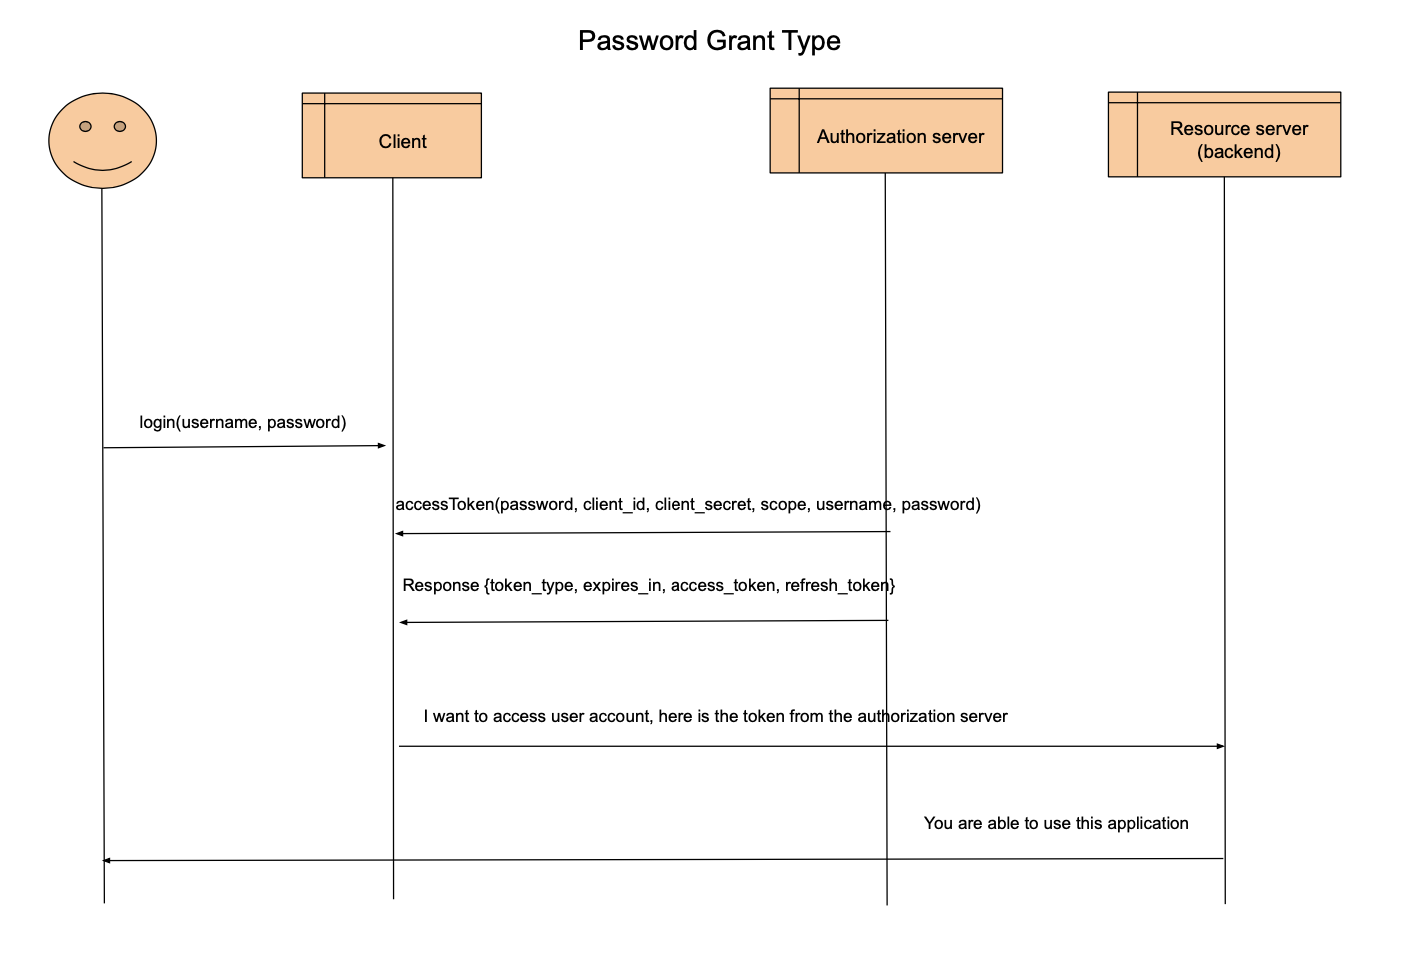 Password Grant Type
Client
Authorization server
Resource server
(backend)
login(username, password)
accessToken(password, client_id, client_secret, scope, username, password)
Response {token_type, expires_in, access_token, refresh_token}
I want to access user account, here is the token from the authorization server
You are able to use this application